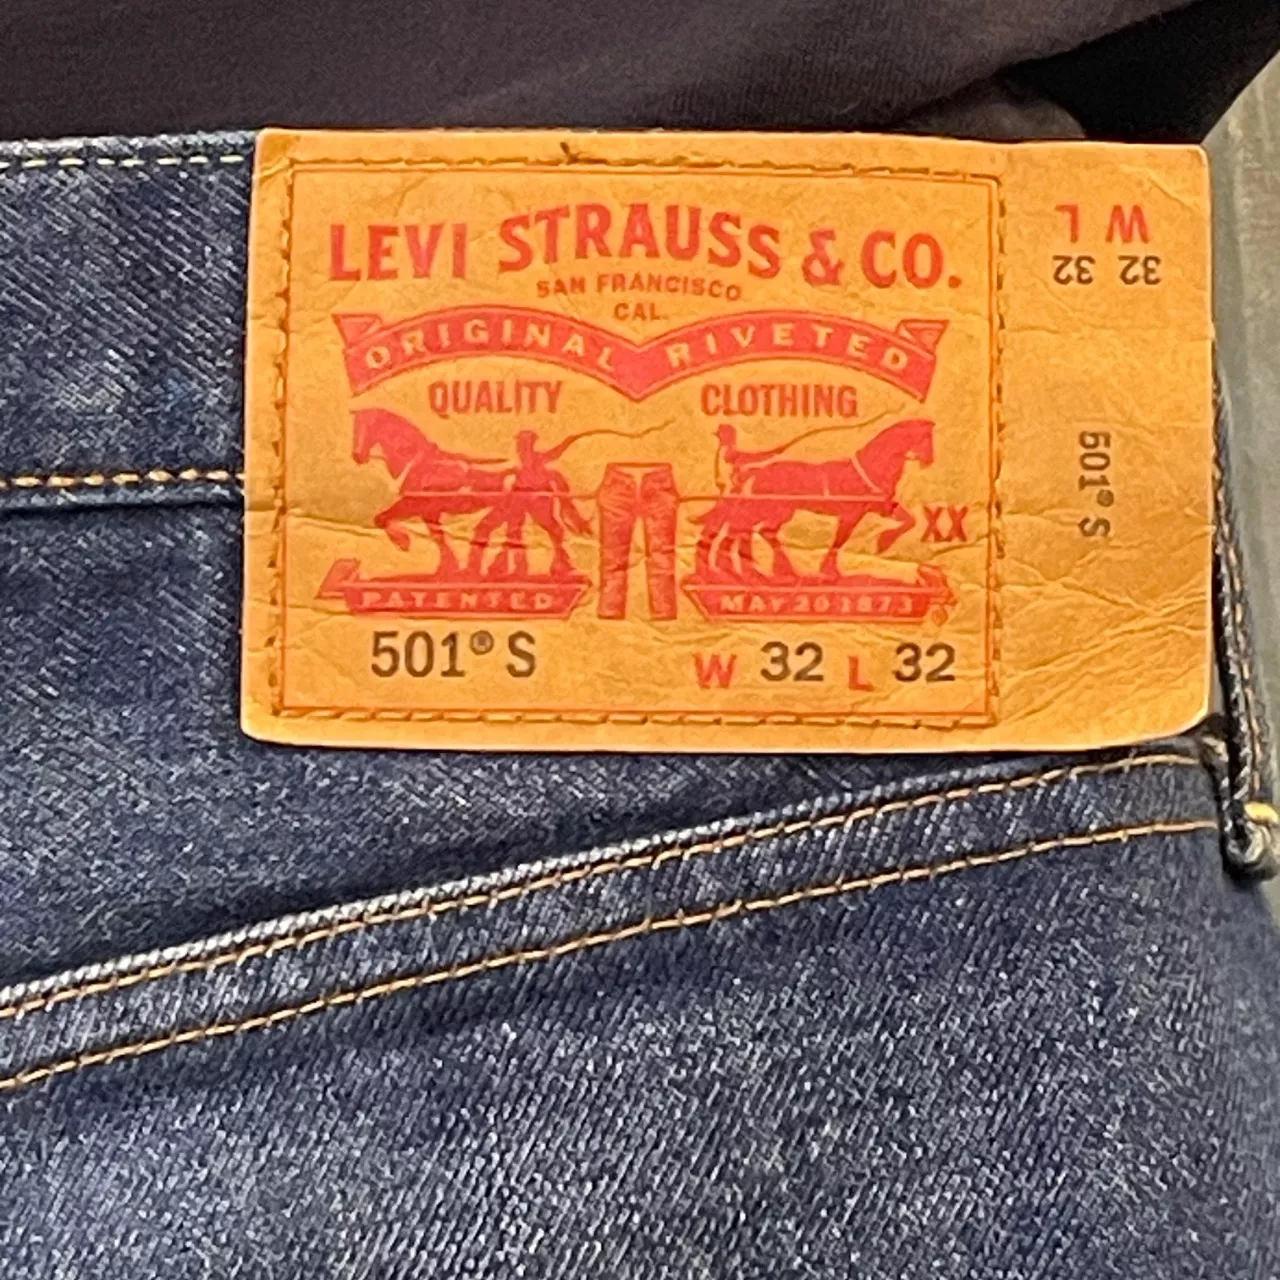 LEVI STRAUSS & CO.
SAN FRANCISCO
CAL.
ORIGINAL RIVETED
QUALITY CLOTHING
XX
PATENTED MAY 20 1873
501® S W 32 L 32
W L
32 32
501® S